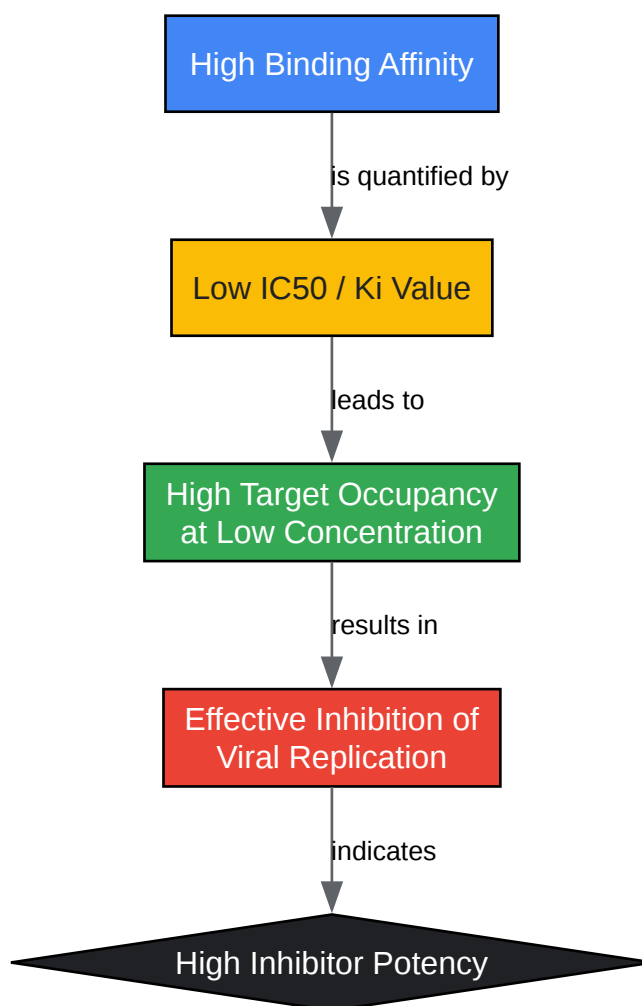 High Binding Affinity
is quantified by
Low IC50 / Ki Value
leads to
High Target Occupancy
at Low Concentration
results in
Effective Inhibition of
Viral Replication
indicates
High Inhibitor Potency